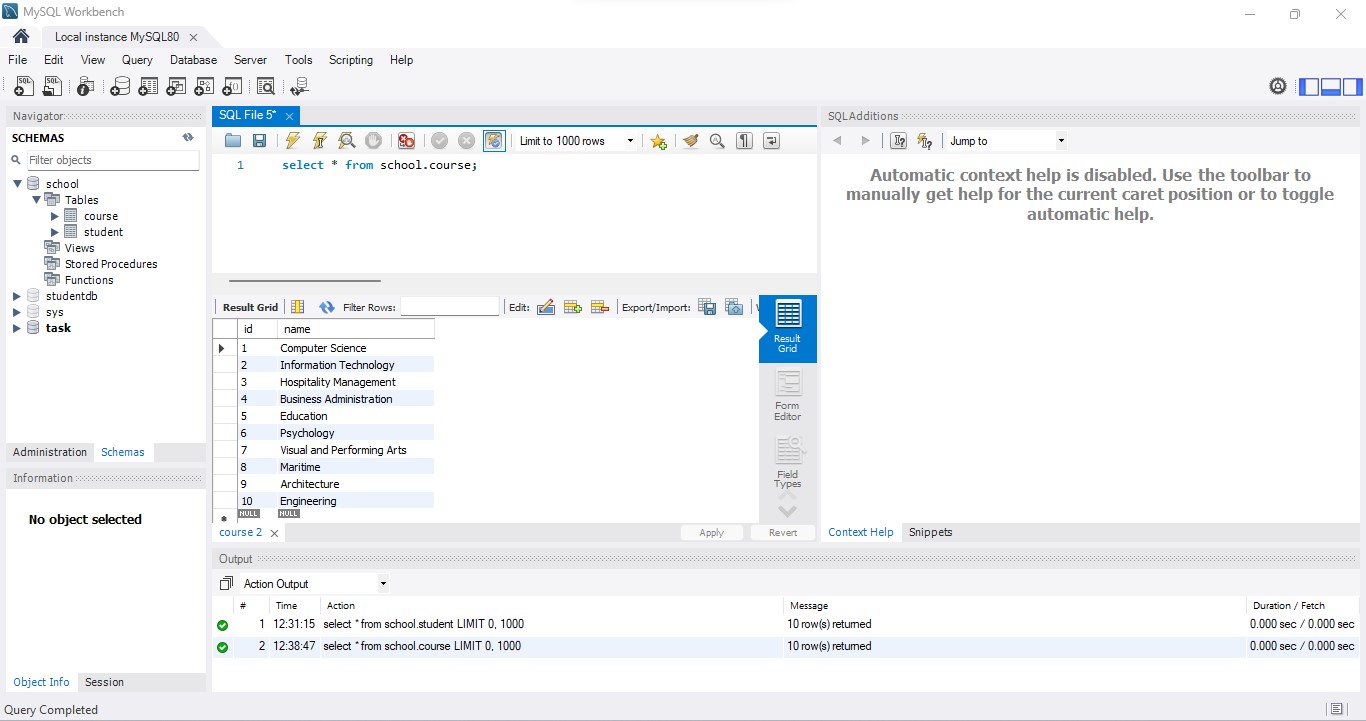 MySQL Workbench
Local instance MySQL80
File Edit View Query Database Server Tools Scripting Help
Navigator
SCHEMAS
Filter objects
school
Tables
course
student
Views
Stored Procedures
Functions
studentdb
sys
task
Administration Schemas
Information
No object selected
Object Info Session
SQL File 5*
Limit to 1000 rows
1 select * from school.course;
Result Grid Filter Rows: Edit: Export/Import:
id name
1 Computer Science
2 Information Technology
3 Hospitality Management
4 Business Administration
5 Education
6 Psychology
7 Visual and Performing Arts
8 Maritime
9 Architecture
10 Engineering
NULL NULL
Result
Grid
Form
Editor
Field
Types
course 2 Apply Revert
SQLAdditions
Jump to
Automatic context help is disabled. Use the toolbar to
manually get help for the current caret position or to toggle
automatic help.
Context Help Snippets
Output
Action Output
# Time Action Message Duration / Fetch
1 12:31:15 select * from school.student LIMIT 0, 1000 10 row(s) returned 0.000 sec / 0.000 sec
2 12:38:47 select * from school.course LIMIT 0, 1000 10 row(s) returned 0.000 sec / 0.000 sec
Query Completed